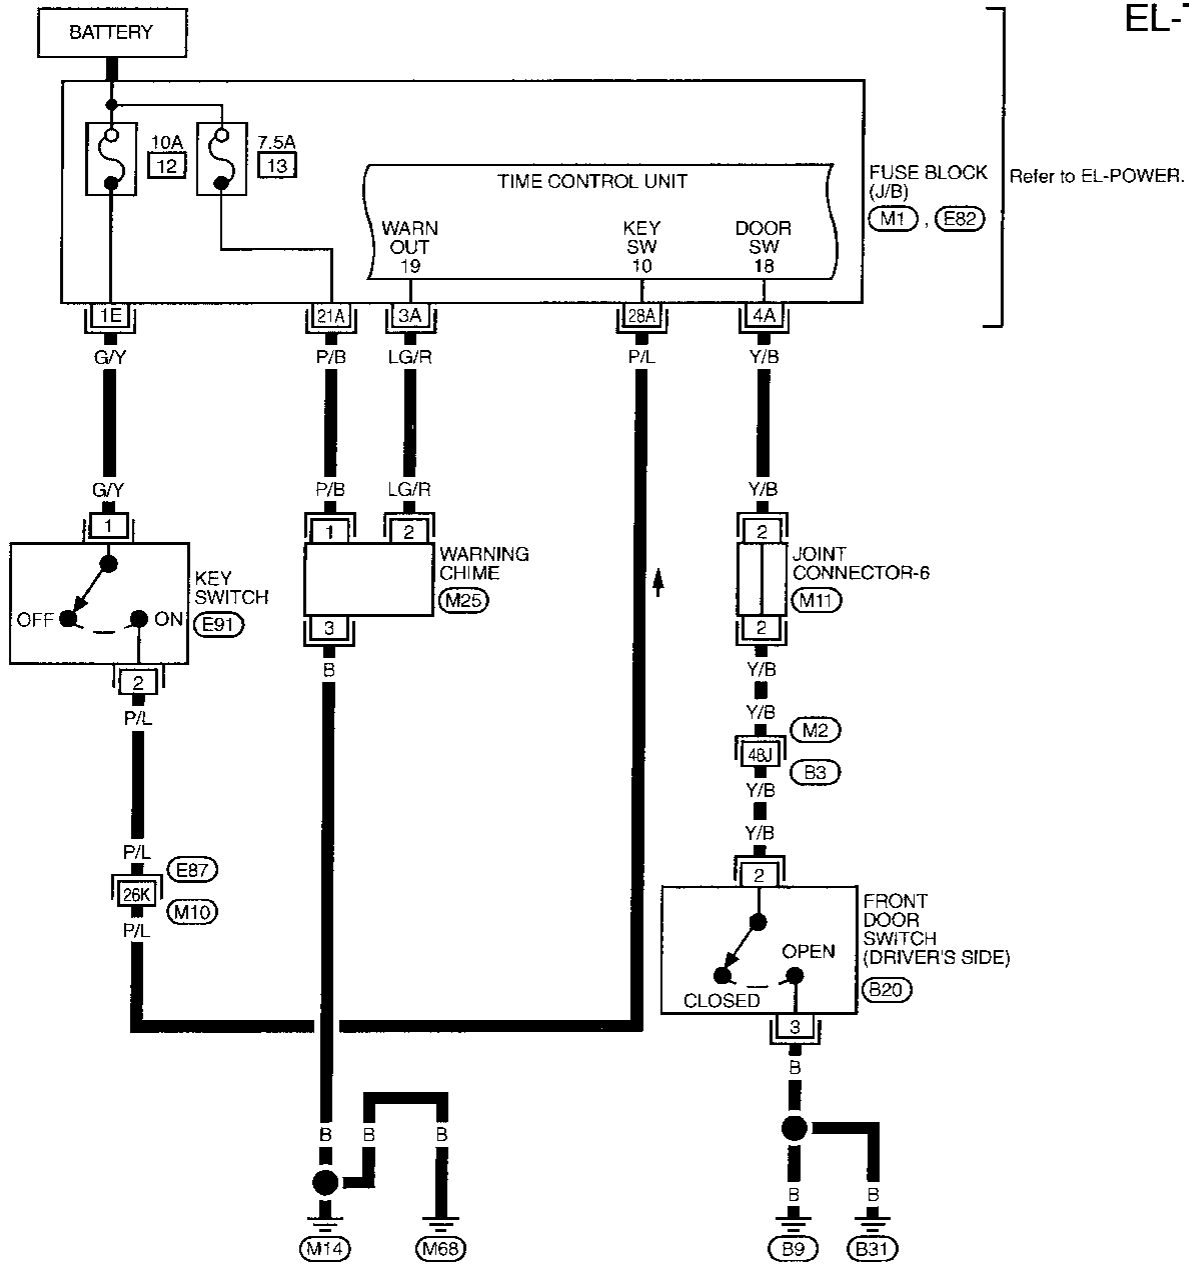 EL-
BATTERY
10A
12
7.5A
13
TIME CONTROL UNIT
WARN
OUT
19
KEY
SW
10
DOOR
SW
18
FUSE BLOCK
(J/B)
M1 , E82
Refer to EL-POWER.
1E
21A
3A
28A
4A
G/Y
P/B
LG/R
P/L
Y/B
G/Y
P/B
LG/R
Y/B
1
1
2
2
KEY
SWITCH
E91
OFF
ON
2
WARNING
CHIME
M25
3
JOINT
CONNECTOR-6
M11
2
P/L
B
Y/B
Y/B
M2
48J
B3
Y/B
Y/B
P/L
E87
26K
M10
P/L
2
FRONT
DOOR
SWITCH
(DRIVER'S SIDE)
B20
OPEN
CLOSED
3
B
B
B
B
B
B
M14
M68
B9
B31